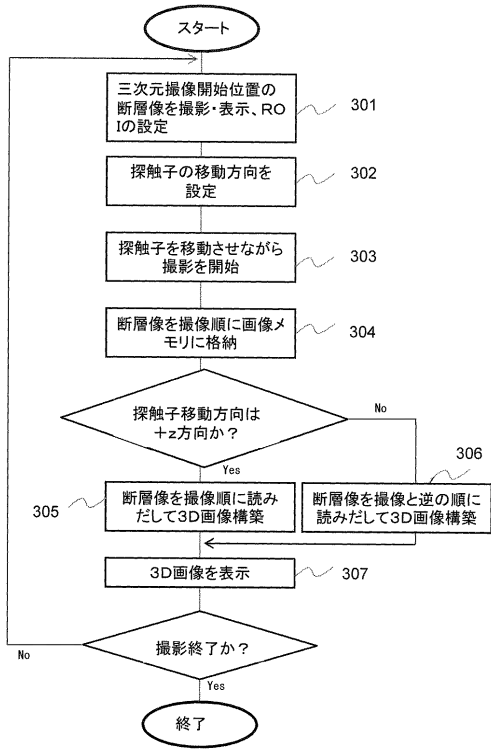 スタート
三次元撮像開始位置の
断層像を撮影・表示、RO
Iの設定
301
探触子の移動方向を
設定
302
探触子を移動させながら
撮影を開始
303
断層像を撮像順に画像メ
モリに格納
304
探触子移動方向は
+z方向か?
No
Yes
306
305
断層像を撮像順に読み
だして3D画像構築
断層像を撮像と逆の順に
読みだして3D画像構築
3D画像を表示
307
撮影終了か?
No
Yes
終了